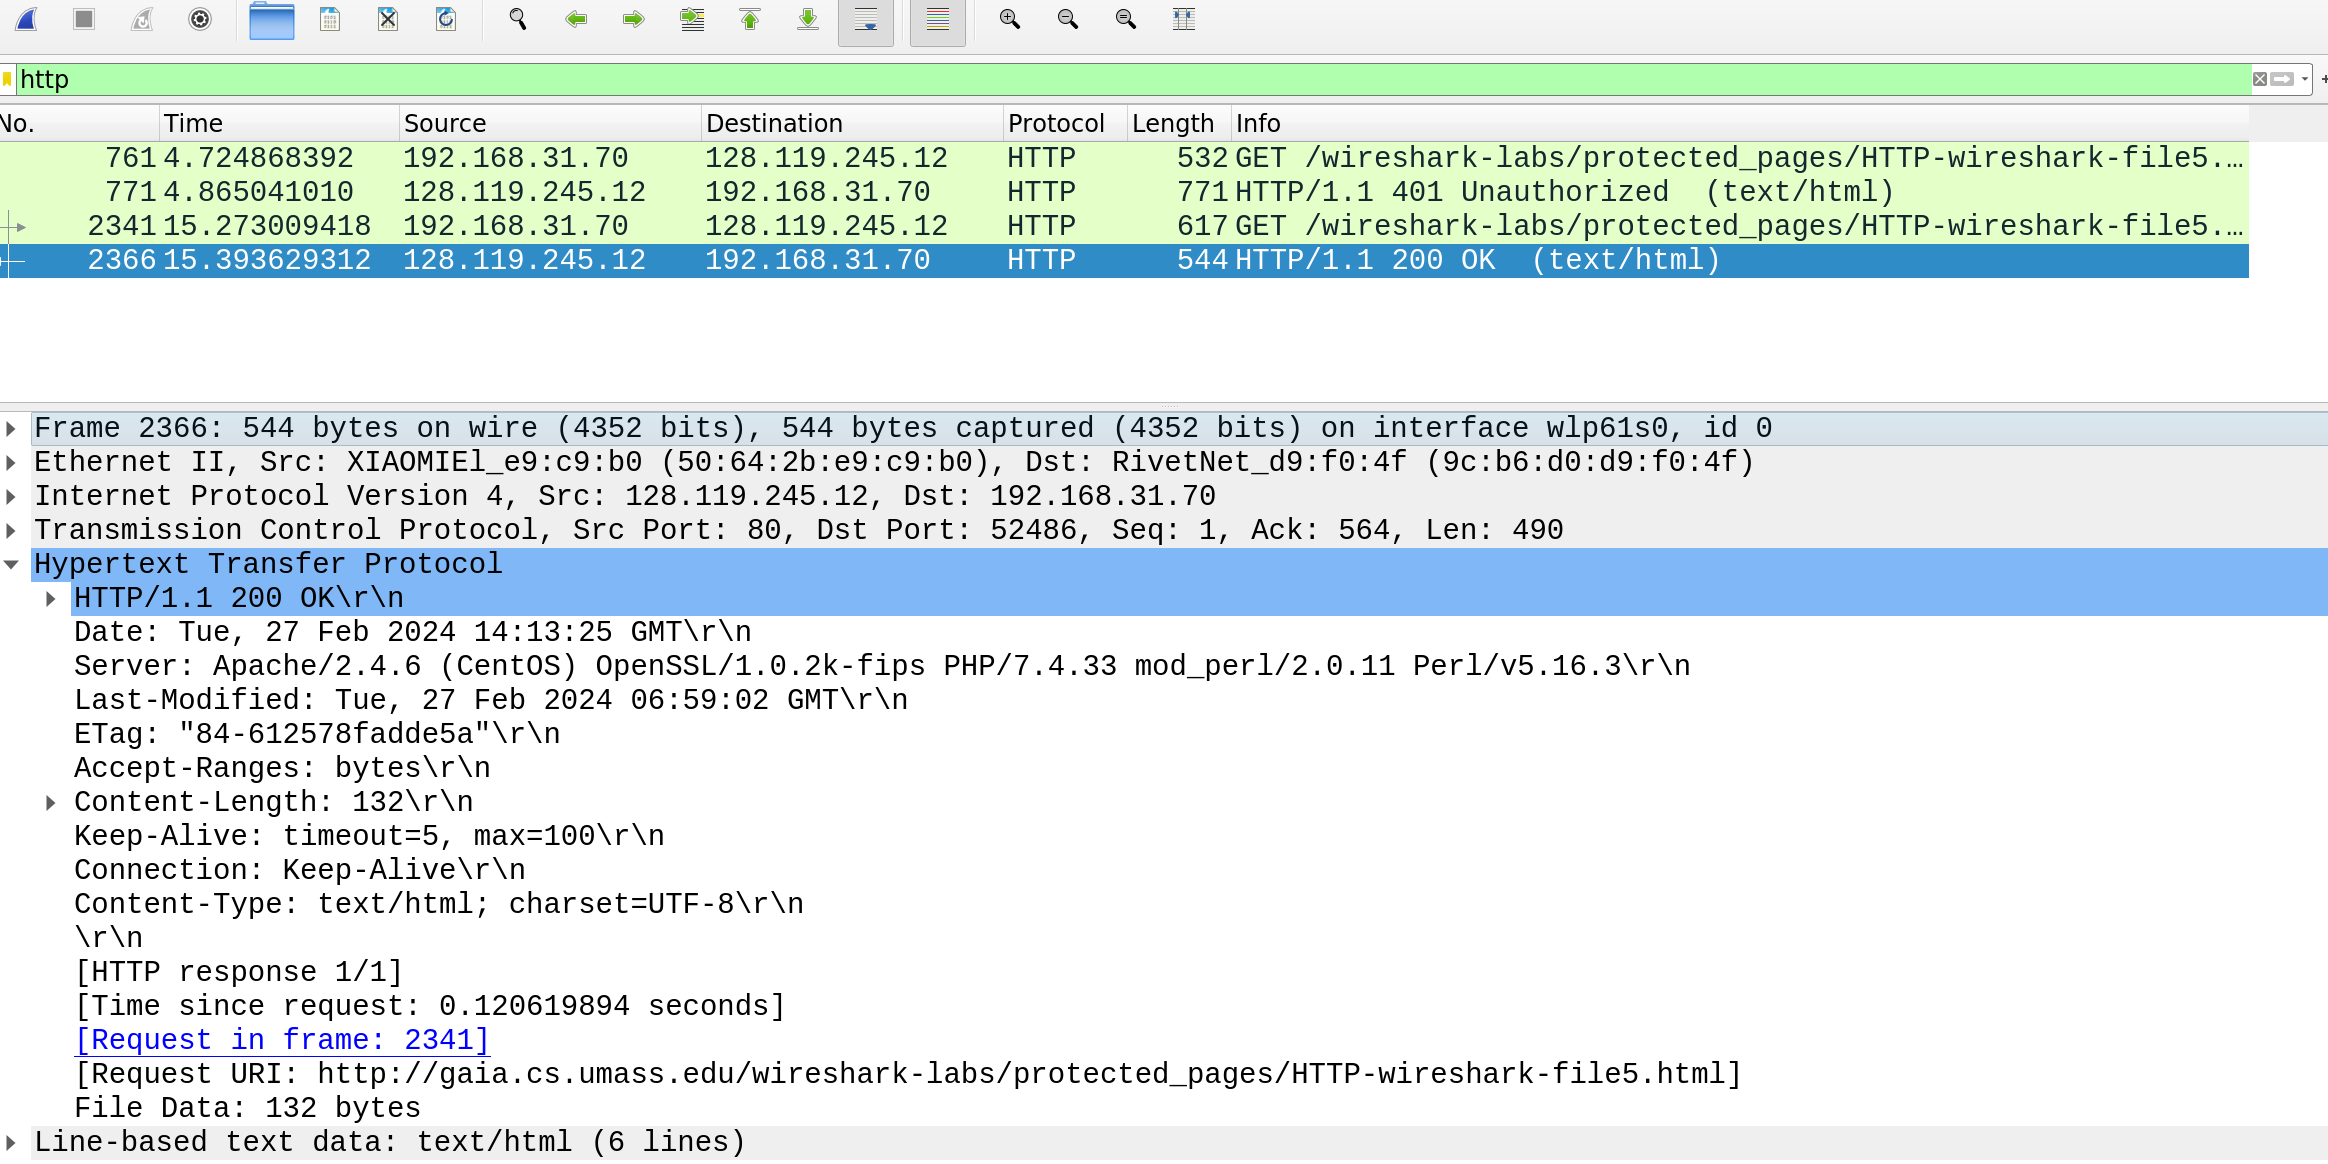 http
No. Time Source Destination Protocol Length Info
761 4.724868392 192.168.31.70 128.119.245.12 HTTP 532 GET /wireshark-labs/protected_pages/HTTP-wireshark-file5.…
771 4.865041010 128.119.245.12 192.168.31.70 HTTP 771 HTTP/1.1 401 Unauthorized  (text/html)
2341 15.273009418 192.168.31.70 128.119.245.12 HTTP 617 GET /wireshark-labs/protected_pages/HTTP-wireshark-file5.…
2366 15.393629312 128.119.245.12 192.168.31.70 HTTP 544 HTTP/1.1 200 OK  (text/html)
Frame 2366: 544 bytes on wire (4352 bits), 544 bytes captured (4352 bits) on interface wlp61s0, id 0
Ethernet II, Src: XIAOMIEl_e9:c9:b0 (50:64:2b:e9:c9:b0), Dst: RivetNet_d9:f0:4f (9c:b6:d0:d9:f0:4f)
Internet Protocol Version 4, Src: 128.119.245.12, Dst: 192.168.31.70
Transmission Control Protocol, Src Port: 80, Dst Port: 52486, Seq: 1, Ack: 564, Len: 490
Hypertext Transfer Protocol
HTTP/1.1 200 OK\r\n
Date: Tue, 27 Feb 2024 14:13:25 GMT\r\n
Server: Apache/2.4.6 (CentOS) OpenSSL/1.0.2k-fips PHP/7.4.33 mod_perl/2.0.11 Perl/v5.16.3\r\n
Last-Modified: Tue, 27 Feb 2024 06:59:02 GMT\r\n
ETag: "84-612578fadde5a"\r\n
Accept-Ranges: bytes\r\n
Content-Length: 132\r\n
Keep-Alive: timeout=5, max=100\r\n
Connection: Keep-Alive\r\n
Content-Type: text/html; charset=UTF-8\r\n
\r\n
[HTTP response 1/1]
[Time since request: 0.120619894 seconds]
[Request in frame: 2341]
[Request URI: http://gaia.cs.umass.edu/wireshark-labs/protected_pages/HTTP-wireshark-file5.html]
File Data: 132 bytes
Line-based text data: text/html (6 lines)